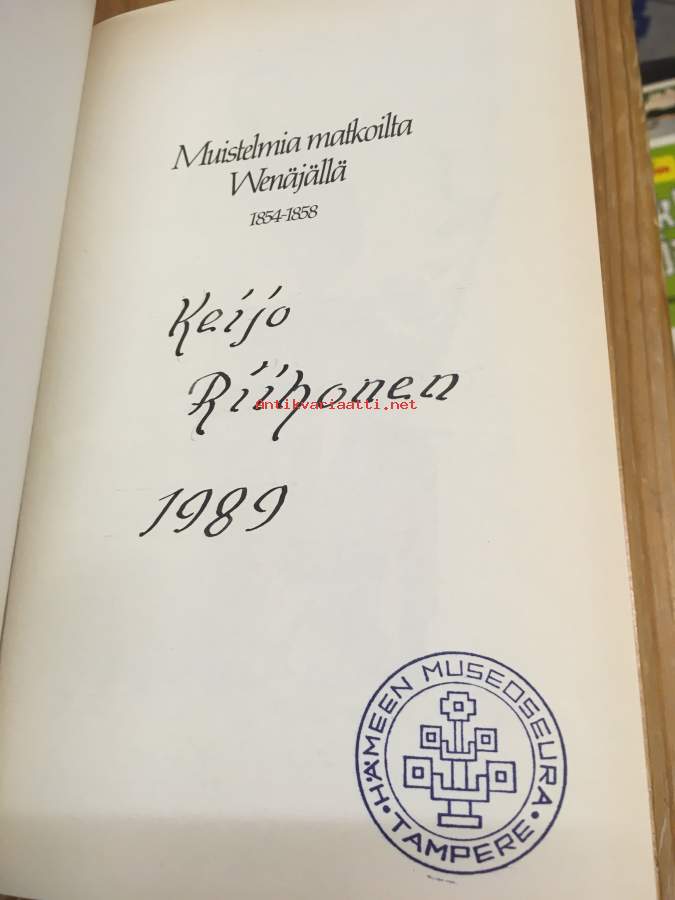 Muistelmia matkoilta
Wenäjällä
1854-1858
Keijo
Riihonen
antikvariaatti.net
1989
HÄMEEN MUSEOSEURA
• TAMPERE •